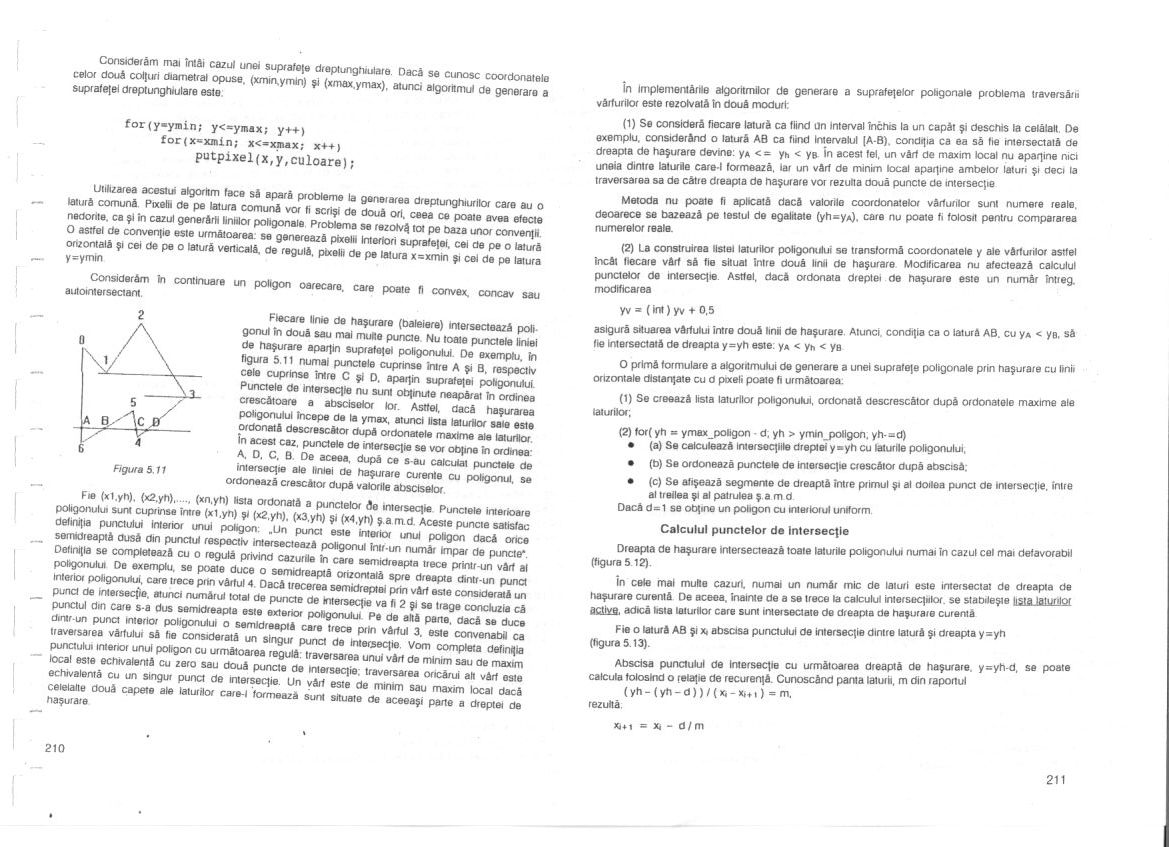 Considerăm mai întâi cazul unei suprafeţe dreptunghiulare. Dacă se cunosc coordonatele
celor două colţuri diametral opuse, (xmin,ymin) şi (xmax,ymax), atunci algoritmul de generare a
suprafeţei dreptunghiulare este:
for(y=ymin; y<=ymax; y++)
for(x=xmin; x<=xmax; x++)
putpixel(x,y,culoare);
Utilizarea acestui algoritm face să apară probleme la generarea dreptunghiurilor care au o
latură comună. Pixelii de pe latura comună vor fi scrişi de două ori, ceea ce poate avea efecte
nedorite, ca şi în cazul generării liniilor poligonale. Problema se rezolvă tot pe baza unor convenţii.
O astfel de convenţie este următoarea: se generează pixelii interiori suprafeţei, cei de pe o latură
orizontală şi cei de pe o latură verticală, de regulă, pixelii de pe latura x=xmin şi cei de pe latura
y=ymin.
Considerăm în continuare un poligon oarecare, care poate fi convex, concav sau
autointersectant.
2
0
1
3
5
A B C D
4
6
Figura 5.11
Fiecare linie de haşurare (baleiere) intersectează poli-
gonul în două sau mai multe puncte. Nu toate punctele liniei
de haşurare aparţin suprafeţei poligonului. De exemplu, în
figura 5.11 numai punctele cuprinse între A şi B, respectiv
cele cuprinse între C şi D, aparţin suprafeţei poligonului.
Punctele de intersecţie nu sunt obţinute neapărat în ordinea
crescătoare a absciselor lor. Astfel, dacă haşurarea
poligonului începe de la ymax, atunci lista laturilor sale este
ordonată descrescător după ordonatele maxime ale laturilor.
În acest caz, punctele de intersecţie se vor obţine în ordinea:
A, D, C, B. De aceea, după ce s-au calculat punctele de
intersecţie ale liniei de haşurare curente cu poligonul, se
ordonează crescător după valorile absciselor.
Fie (x1,yh), (x2,yh),...., (xn,yh) lista ordonată a punctelor de intersecţie. Punctele interioare
poligonului sunt cuprinse între (x1,yh) şi (x2,yh), (x3,yh) şi (x4,yh) ş.a.m.d. Aceste puncte satisfac
definiţia punctului interior unui poligon: „Un punct este interior unui poligon dacă orice
semidreaptă dusă din punctul respectiv intersectează poligonul într-un număr impar de puncte".
Definiţia se completează cu o regulă privind cazurile în care semidreapta trece printr-un vârf al
poligonului. De exemplu, se poate duce o semidreaptă orizontală spre dreapta dintr-un punct
interior poligonului, care trece prin vârful 4. Dacă trecerea semidreptei prin vârf este considerată un
punct de intersecţie, atunci numărul total de puncte de intersecţie va fi 2 şi se trage concluzia că
punctul din care s-a dus semidreapta este exterior poligonului. Pe de altă parte, dacă se duce
dintr-un punct interior poligonului o semidreaptă care trece prin vârful 3, este convenabil ca
traversarea vârfului să fie considerată un singur punct de intersecţie. Vom completa definiţia
punctului interior unui poligon cu următoarea regulă: traversarea unui vârf de minim sau de maxim
local este echivalentă cu zero sau două puncte de intersecţie; traversarea oricărui alt vârf este
echivalentă cu un singur punct de intersecţie. Un vârf este de minim sau maxim local dacă
celelalte două capete ale laturilor care-l formează sunt situate de aceeaşi parte a dreptei de
haşurare.
210
În implementările algoritmilor de generare a suprafeţelor poligonale problema traversării
vârfurilor este rezolvată în două moduri:
(1) Se consideră fiecare latură ca fiind un interval închis la un capăt şi deschis la celălalt. De
exemplu, considerând o latură AB ca fiind intervalul [A-B), condiţia ca ea să fie intersectată de
dreapta de haşurare devine: yA <= yh < yB. În acest fel, un vârf de maxim local nu aparţine nici
uneia dintre laturile care-l formează, iar un vârf de minim local aparţine ambelor laturi şi deci la
traversarea sa de către dreapta de haşurare vor rezulta două puncte de intersecţie.
Metoda nu poate fi aplicată dacă valorile coordonatelor vârfurilor sunt numere reale,
deoarece se bazează pe testul de egalitate (yh=yA), care nu poate fi folosit pentru compararea
numerelor reale.
(2) La construirea listei laturilor poligonului se transformă coordonatele y ale vârfurilor astfel
încât fiecare vârf să fie situat între două linii de haşurare. Modificarea nu afectează calculul
punctelor de intersecţie. Astfel, dacă ordonata dreptei de haşurare este un număr întreg,
modificarea
yv = ( int ) yv + 0,5
asigură situarea vârfului între două linii de haşurare. Atunci, condiţia ca o latură AB, cu yA < yB, să
fie intersectată de dreapta y=yh este: yA < yh < yB.
O primă formulare a algoritmului de generare a unei suprafeţe poligonale prin haşurare cu linii
orizontale distanţate cu d pixeli poate fi următoarea:
(1) Se creează lista laturilor poligonului, ordonată descrescător după ordonatele maxime ale
laturilor;
(2) for( yh = ymax_poligon - d; yh > ymin_poligon; yh-=d)
• (a) Se calculează intersecţiile dreptei y=yh cu laturile poligonului;
• (b) Se ordonează punctele de intersecţie crescător după abscisă;
• (c) Se afişează segmente de dreaptă între primul şi al doilea punct de intersecţie, între
al treilea şi al patrulea ş.a.m.d.
Dacă d=1 se obţine un poligon cu interiorul uniform.
Calculul punctelor de intersecţie
Dreapta de haşurare intersectează toate laturile poligonului numai în cazul cel mai defavorabil
(figura 5.12).
În cele mai multe cazuri, numai un număr mic de laturi este intersectat de dreapta de
haşurare curentă. De aceea, înainte de a se trece la calculul intersecţiilor, se stabileşte lista laturilor
active, adică lista laturilor care sunt intersectate de dreapta de haşurare curentă.
Fie o latură AB şi xi abscisa punctului de intersecţie dintre latură şi dreapta y=yh
(figura 5.13).
Abscisa punctului de intersecţie cu următoarea dreaptă de haşurare, y=yh-d, se poate
calcula folosind o relaţie de recurenţă. Cunoscând panta laturii, m din raportul
( yh - ( yh - d ) ) / ( xi - xi+1 ) = m,
rezultă:
xi+1 = xi - d / m
211